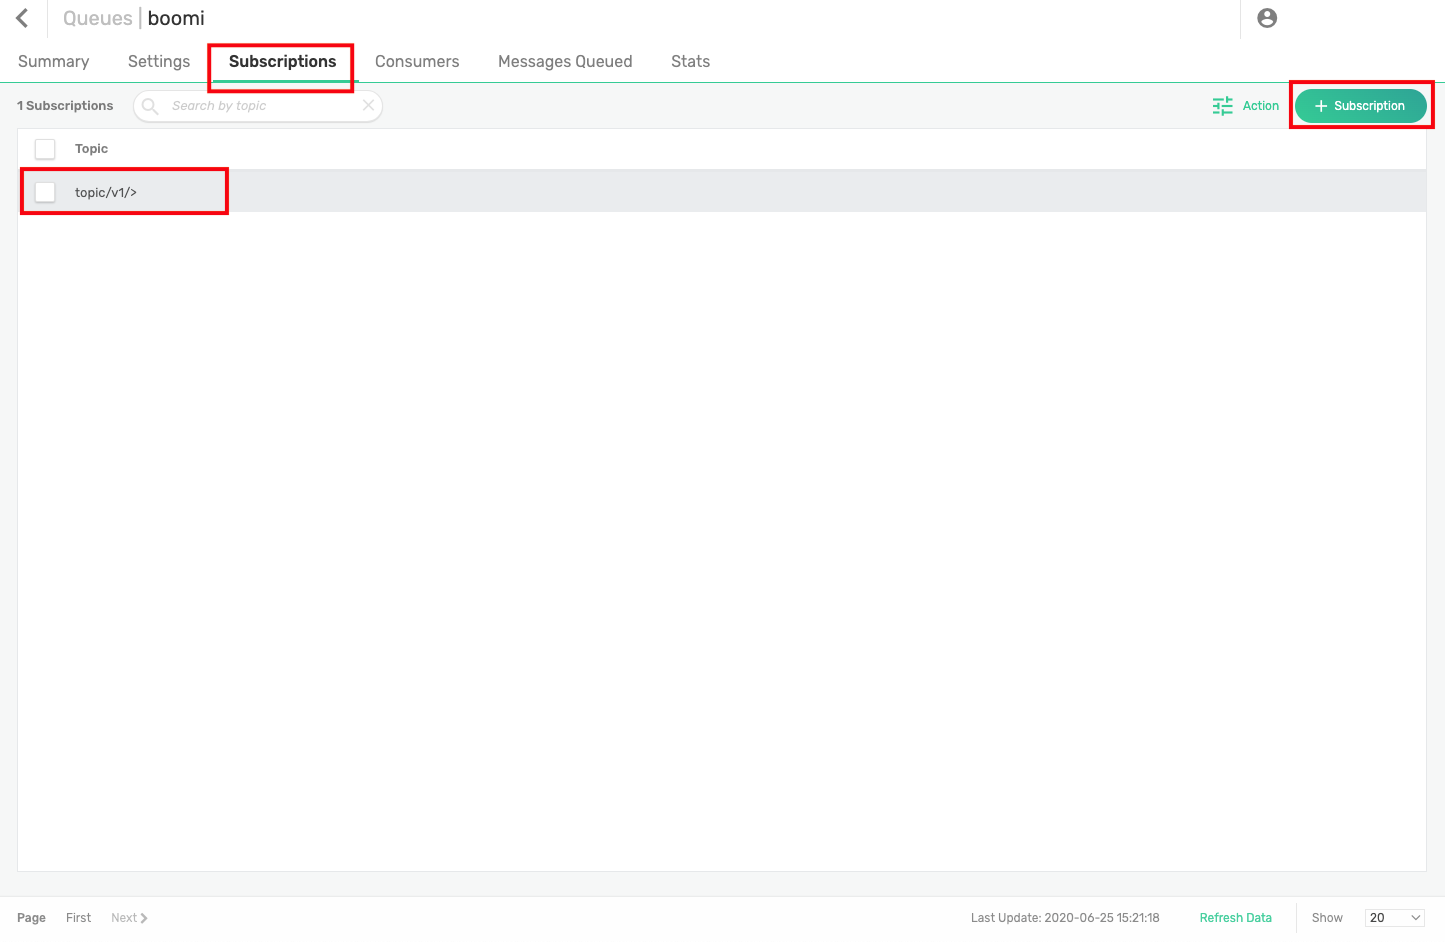 Queues | boomi
Summary Settings Subscriptions Consumers Messages Queued Stats
1 Subscriptions Search by topic Action + Subscription
Topic
topic/v1/>
Page First Next Last Update: 2020-06-25 15:21:18 Refresh Data Show 20